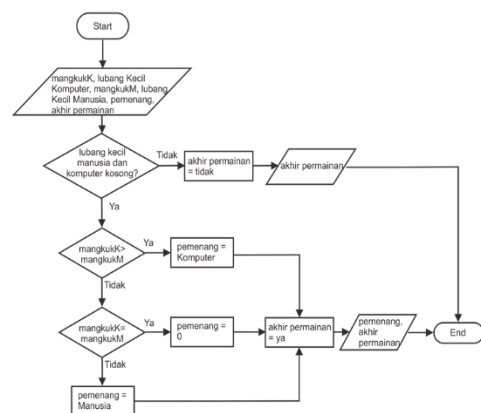 Start
mangkukK, lubang Kecil
Komputer, mangkukM, lubang
Kecil Manusia, pemenang,
akhir permainan
lubang kecil
manusia dan
komputer kosong?
Tidak
akhir permainan
= tidak
akhir permainan
Ya
mangkukK>
mangkukM
Ya
pemenang =
Komputer
Tidak
mangkukK=
mangkukM
Ya
pemenang =
0
akhir permainan
= ya
pemenang,
akhir
permainan
End
Tidak
pemenang =
Manusia